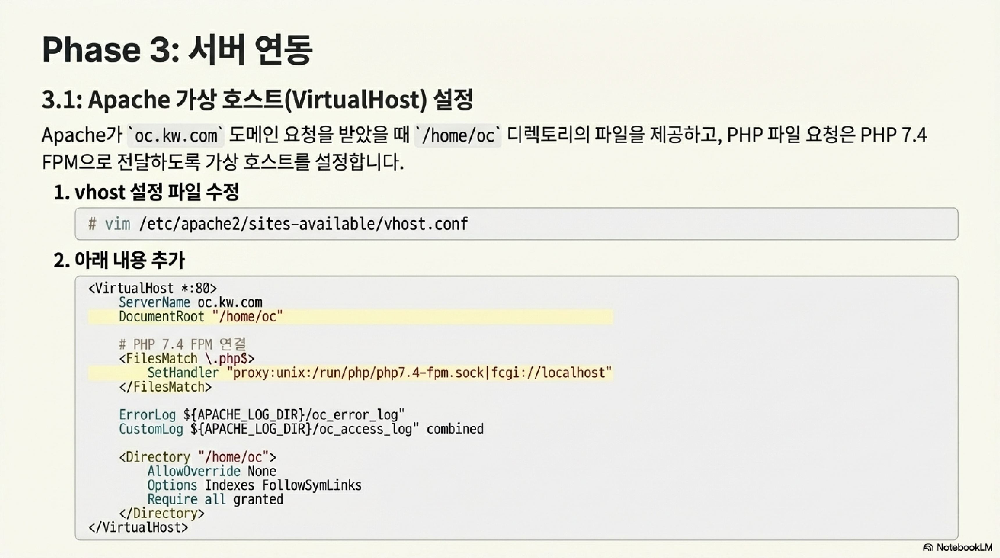 Phase 3: 서버 연동
3.1: Apache 가상 호스트(VirtualHost) 설정
Apache가 `oc.kw.com` 도메인 요청을 받았을 때 `/home/oc` 디렉토리의 파일을 제공하고, PHP 파일 요청은 PHP 7.4
FPM으로 전달하도록 가상 호스트를 설정합니다.
1. vhost 설정 파일 수정
# vim /etc/apache2/sites-available/vhost.conf
2. 아래 내용 추가
<VirtualHost *:80>
ServerName oc.kw.com
DocumentRoot "/home/oc"
# PHP 7.4 FPM 연결
<FilesMatch \.php$>
SetHandler "proxy:unix:/run/php/php7.4-fpm.sock|fcgi://localhost"
</FilesMatch>
ErrorLog ${APACHE_LOG_DIR}/oc_error_log"
CustomLog ${APACHE_LOG_DIR}/oc_access_log" combined
<Directory "/home/oc">
AllowOverride None
Options Indexes FollowSymLinks
Require all granted
</Directory>
</VirtualHost>
NotebookLM